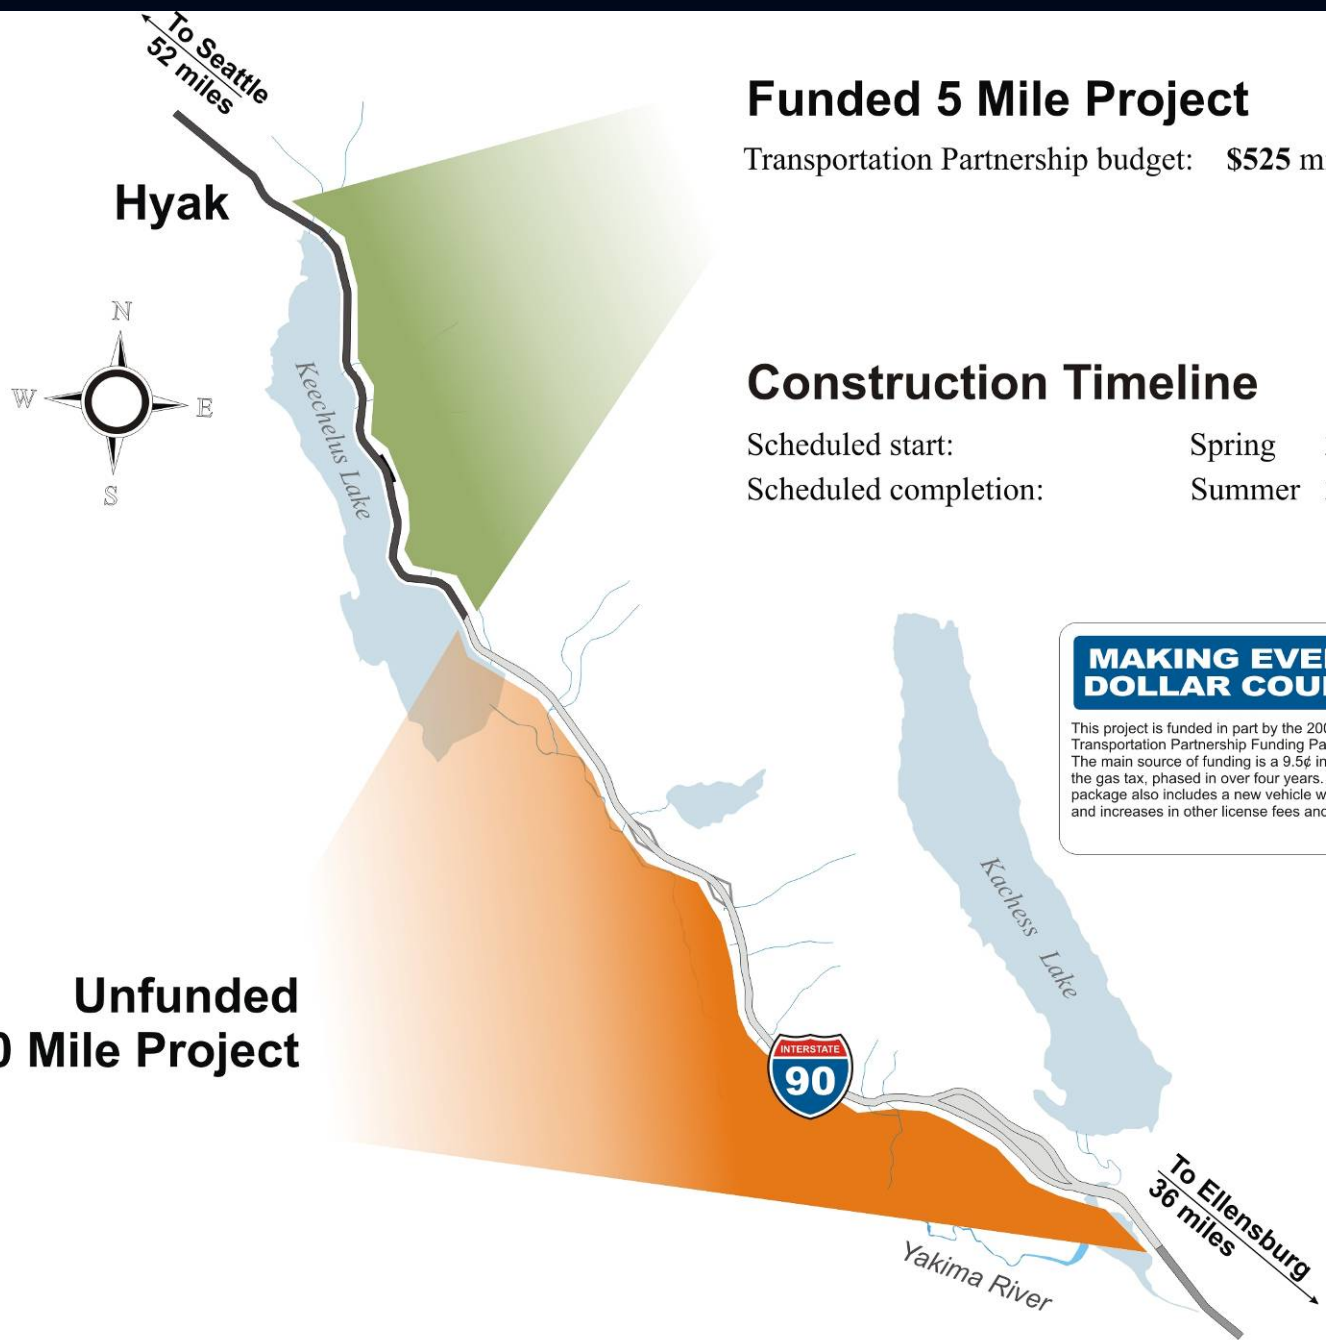 To Seattle
52 miles
Funded 5 Mile Project
Transportation Partnership budget: $525
Hyak
N
W E
S
Keechelus Lake
Construction Timeline
Scheduled start: Spring
Scheduled completion: Summer
MAKING
DOLLAR
This project is funded in part by the
Transportation Partnership Funding
The main source of funding is a 9.5¢
the gas tax, phased in over four years.
package also includes a new vehicle
and increases in other license fees and
Kachess Lake
Unfunded
Mile Project
INTERSTATE
90
To Ellensburg
36 miles
Yakima River